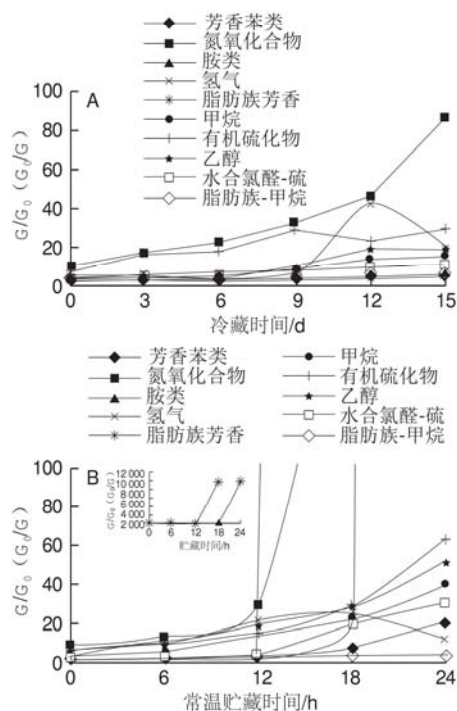 芳香苯类
氮氧化合物
胺类
氢气
脂肪族芳香
甲烷
有机硫化物
乙醇
水合氯醛-硫
脂肪族-甲烷
A
G/G₀（G₀/G）
100
80
60
40
20
0
0 3 6 9 12 15
冷藏时间/d
芳香苯类 甲烷
氮氧化合物 有机硫化物
胺类 乙醇
氢气 水合氯醛-硫
脂肪族芳香 脂肪族-甲烷
B
G/G₀（G₀/G）
100
80
60
40
20
0
G/G₀（G₀/G）
12 000
10 000
8 000
6 000
4 000
2 000
0 6 12 18 24
贮藏时间/h
0 6 12 18 24
常温贮藏时间/h